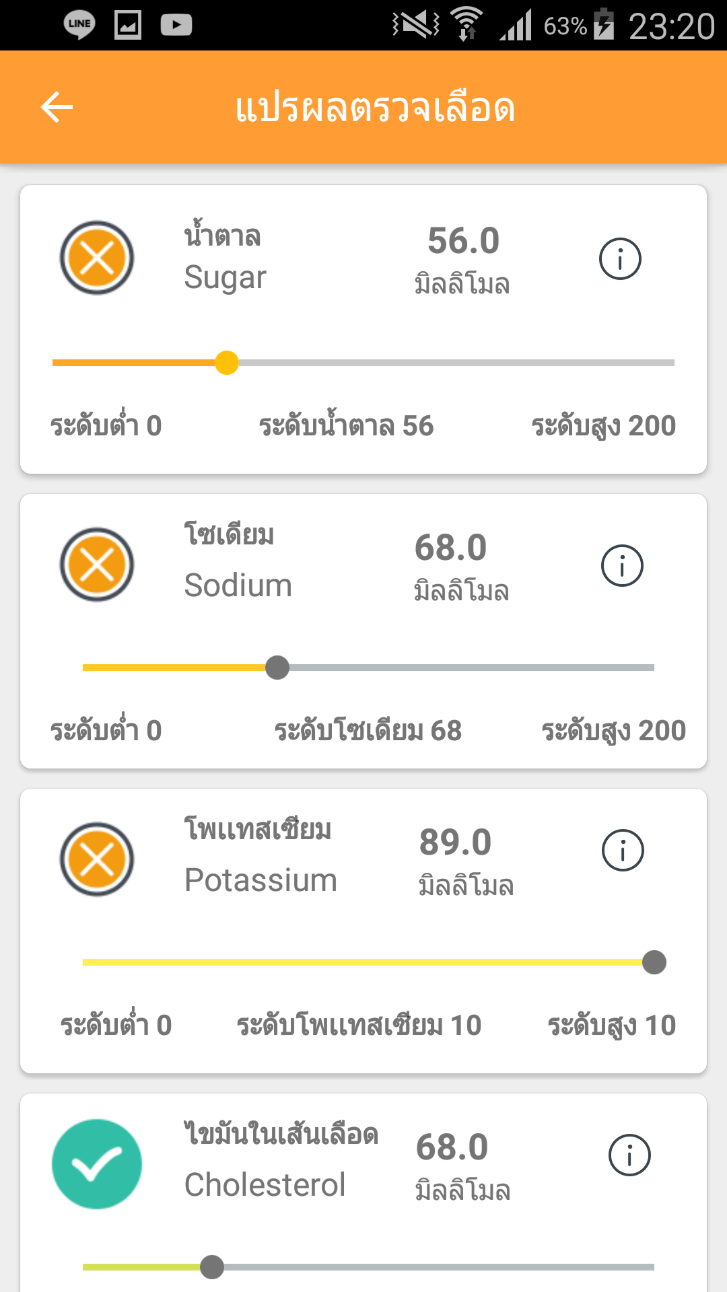 LINE
63%
23:20
แปรผลตรวจเลือด
น้ำตาล
Sugar
56.0
มิลลิโมล
ระดับต่ำ 0
ระดับน้ำตาล 56
ระดับสูง 200
โซเดียม
Sodium
68.0
มิลลิโมล
ระดับต่ำ 0
ระดับโซเดียม 68
ระดับสูง 200
โพแทสเซียม
Potassium
89.0
มิลลิโมล
ระดับต่ำ 0
ระดับโพแทสเซียม 10
ระดับสูง 10
ไขมันในเส้นเลือด
Cholesterol
68.0
มิลลิโมล